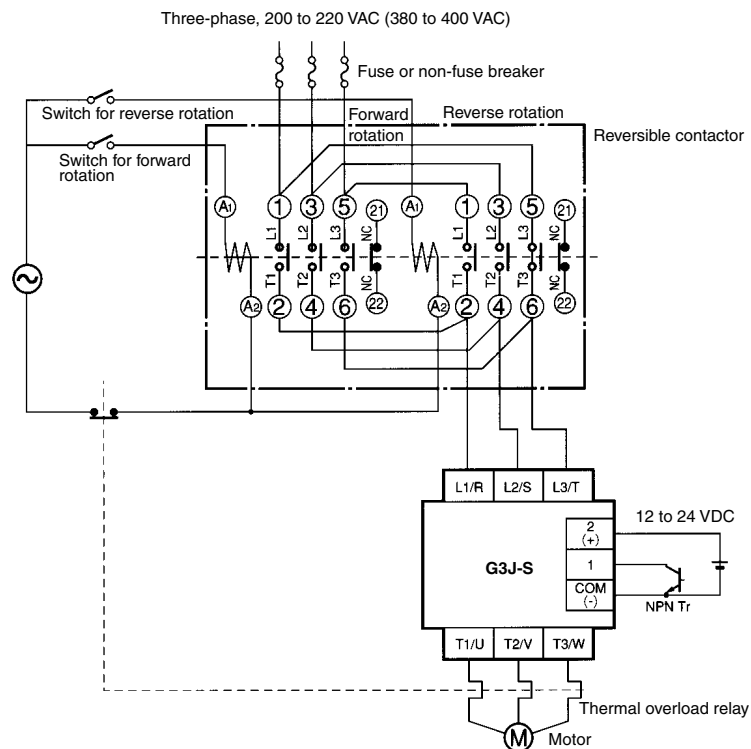 Three-phase, 200 to 220 VAC (380 to 400 VAC)
Fuse or non-fuse breaker
Switch for reverse rotation
Forward
rotation
Reverse rotation
Reversible contactor
Switch for forward
rotation
A1 1 3 5 21 A1 1 3 5 21
L1 L2 L3 NC L1 L2 L3 NC
T1 T2 T3 NC T1 T2 T3 NC
A2 2 4 6 22 A2 2 4 6 22
L1/R L2/S L3/T
12 to 24 VDC
2
(+)
G3J-S
1
COM
(-)
NPN Tr
T1/U T2/V T3/W
Thermal overload relay
M
Motor